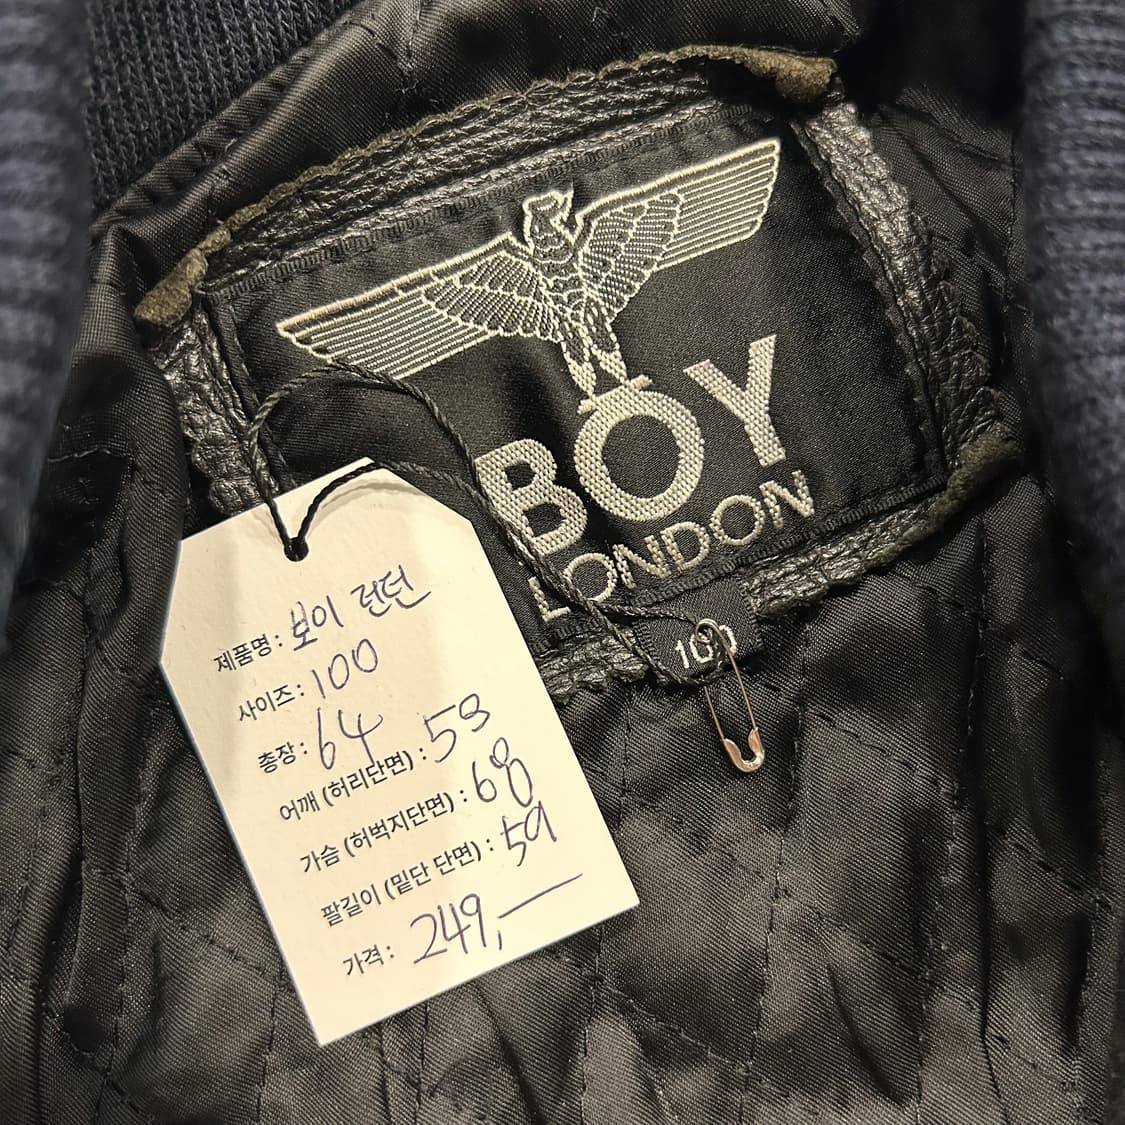 BOY
LONDON
100
제품명: 보이 런던
사이즈: 100
총장: 64
어깨 (허리단면) : 58
가슴 (허벅지단면) : 68
팔길이 (밑단 단면) : 59
가격: 249,—